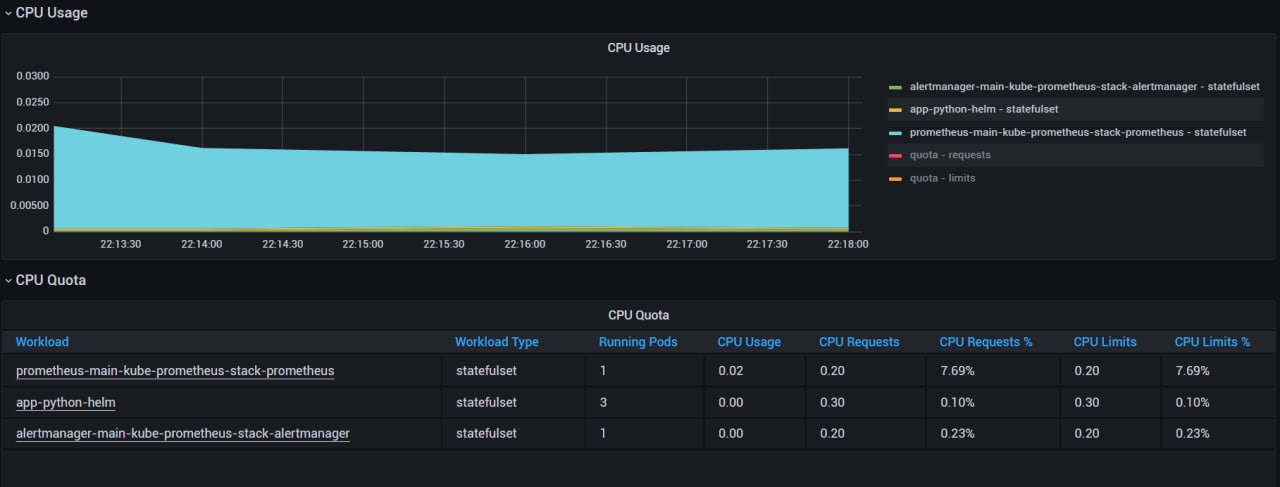 CPU Usage
CPU Usage
0.0300
0.0250
0.0200
0.0150
0.0100
0.00500
0
22:13:30 22:14:00 22:14:30 22:15:00 22:15:30 22:16:00 22:16:30 22:17:00 22:17:30 22:18:00
alertmanager-main-kube-prometheus-stack-alertmanager - statefulset
app-python-helm - statefulset
prometheus-main-kube-prometheus-stack-prometheus - statefulset
quota - requests
quota - limits
CPU Quota
CPU Quota
Workload Workload Type Running Pods CPU Usage CPU Requests CPU Requests % CPU Limits CPU Limits %
prometheus-main-kube-prometheus-stack-prometheus statefulset 1 0.02 0.20 7.69% 0.20 7.69%
app-python-helm statefulset 3 0.00 0.30 0.10% 0.30 0.10%
alertmanager-main-kube-prometheus-stack-alertmanager statefulset 1 0.00 0.20 0.23% 0.20 0.23%